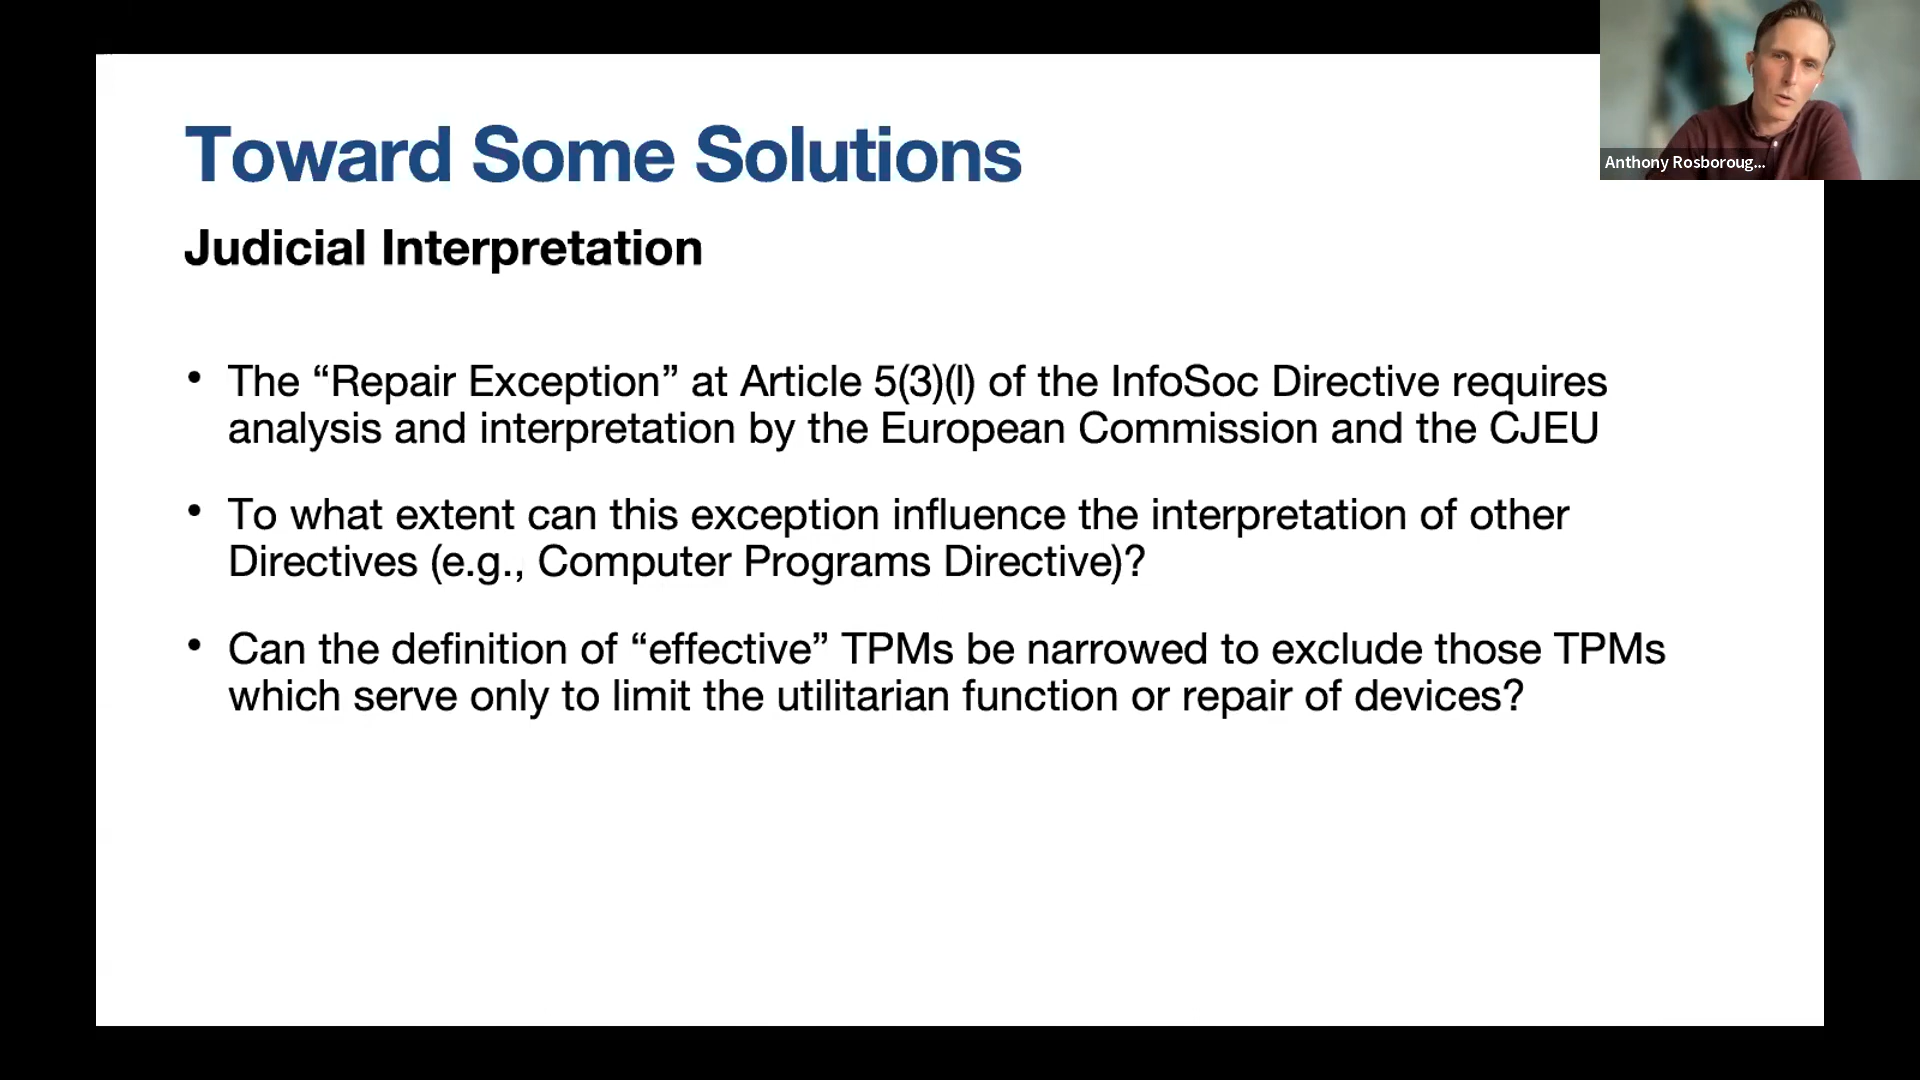 Toward Some Solutions
Anthony Rosboroug...
Judicial Interpretation
• The “Repair Exception” at Article 5(3)(l) of the InfoSoc Directive requires
analysis and interpretation by the European Commission and the CJEU
• To what extent can this exception influence the interpretation of other
Directives (e.g., Computer Programs Directive)?
• Can the definition of “effective” TPMs be narrowed to exclude those TPMs
which serve only to limit the utilitarian function or repair of devices?